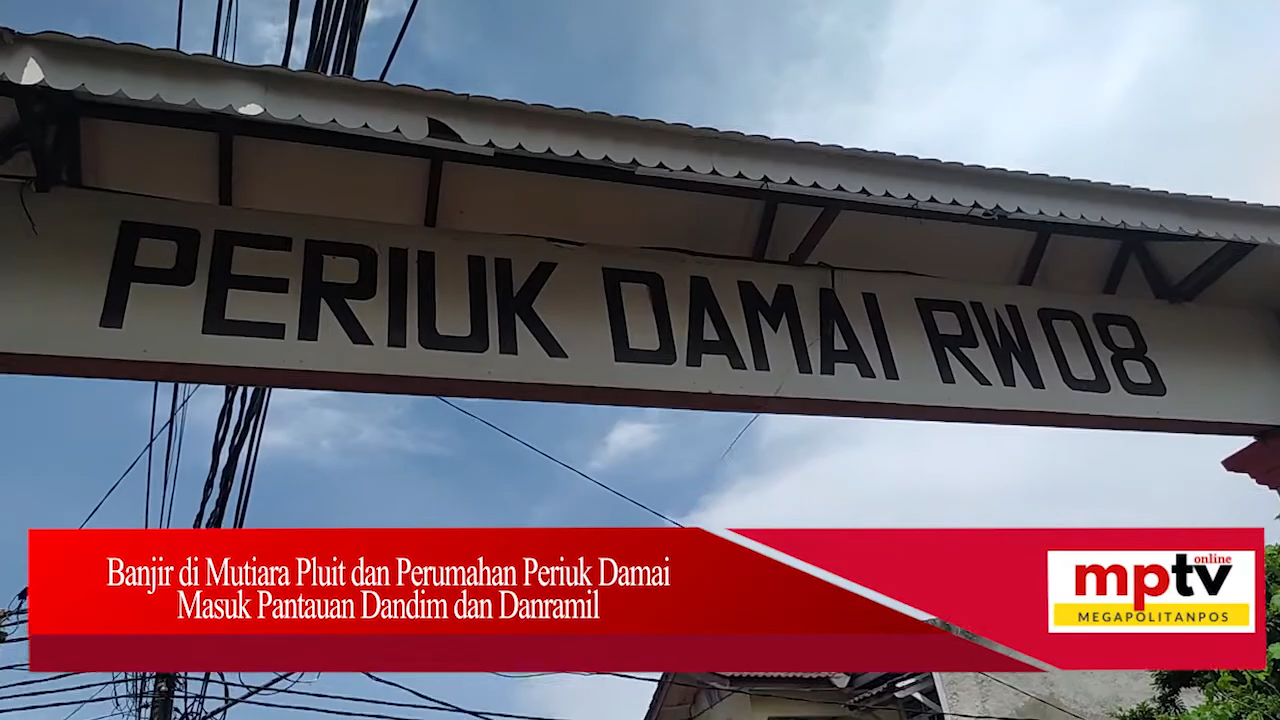 PERIUK DAMAI RW08
Banjir di Mutiara Pluit dan Perumahan Periuk Damai
Masuk Pantauan Dandim dan Danramil
mptv online
MEGAPOLITANPOS